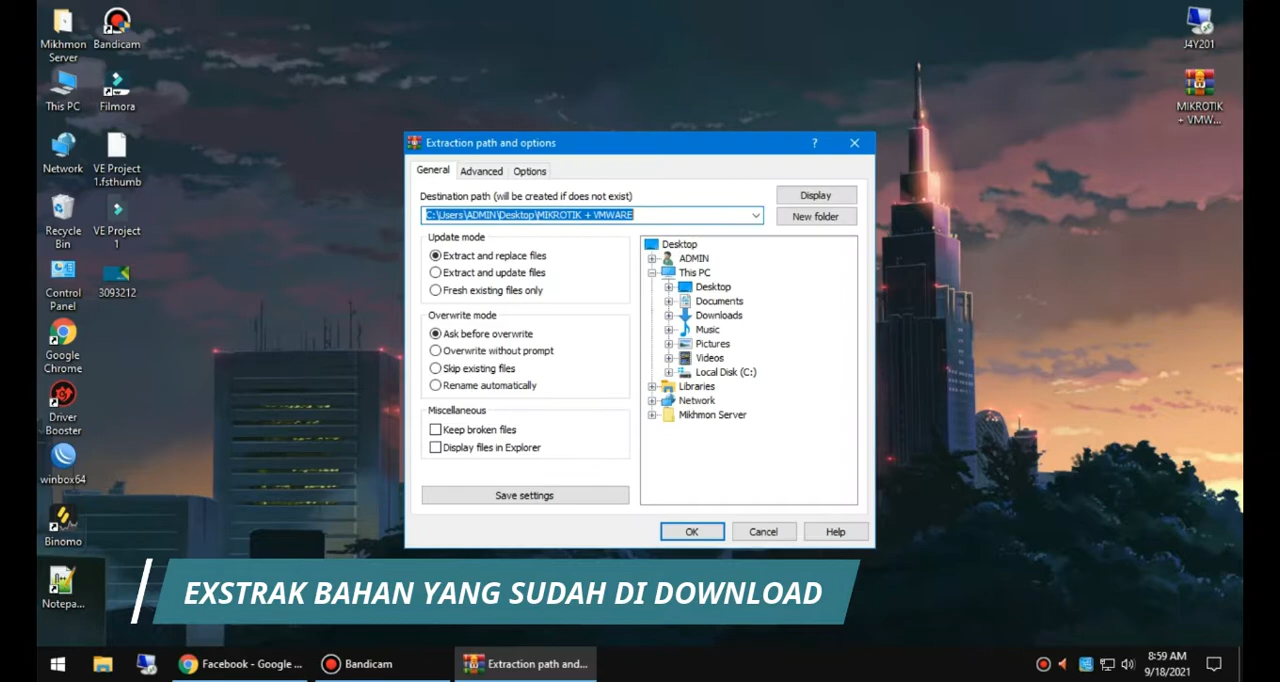 Mikhmon
Server
Bandicam
This PC
Filmora
Network
VE Project
1.fsthumb
Recycle
Bin
VE Project
1
Control
Panel
3093212
Google
Chrome
Driver
Booster
winbox64
Binomo
Notepa...
J4Y201
MIKROTIK
+ VMW...
Extraction path and options
?
General
Advanced
Options
Destination path (will be created if does not exist)
C:\Users\ADMIN\Desktop\MIKROTIK + VMWARE
Display
New folder
Update mode
Extract and replace files
Extract and update files
Fresh existing files only
Overwrite mode
Ask before overwrite
Overwrite without prompt
Skip existing files
Rename automatically
Miscellaneous
Keep broken files
Display files in Explorer
Save settings
Desktop
ADMIN
This PC
Desktop
Documents
Downloads
Music
Pictures
Videos
Local Disk (C:)
Libraries
Network
Mikhmon Server
OK
Cancel
Help
EXSTRAK BAHAN YANG SUDAH DI DOWNLOAD
Facebook - Google ...
Bandicam
Extraction path and...
8:59 AM
9/18/2021